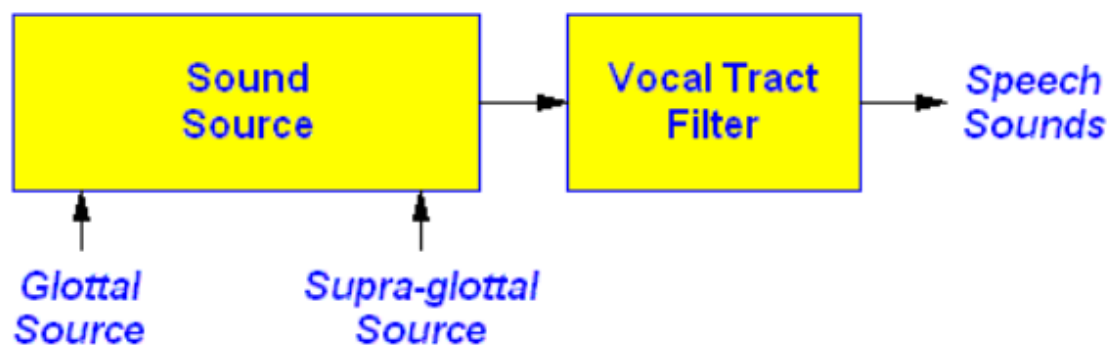 Sound
Source
Vocal Tract
Filter
Speech
Sounds
Glottal
Source
Supra-glottal
Source